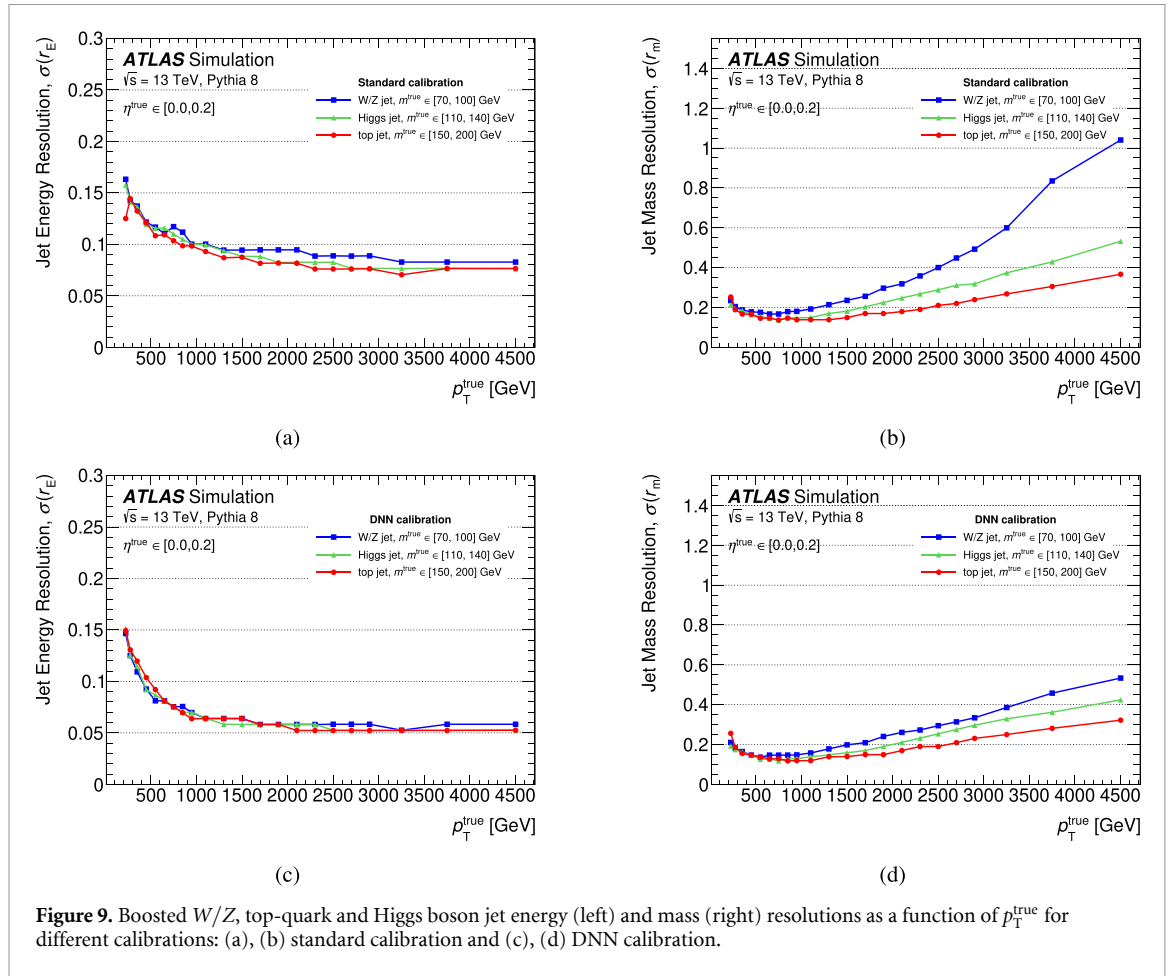 ATLAS Simulation
√s = 13 TeV, Pythia 8
η^true ∈ [0.0,0.2]
Standard calibration
W/Z jet, m^true ∈ [70, 100] GeV
Higgs jet, m^true ∈ [110, 140] GeV
top jet, m^true ∈ [150, 200] GeV
Jet Energy Resolution, σ(r_E)
0.3
0.25
0.2
0.15
0.1
0.05
0
500 1000 1500 2000 2500 3000 3500 4000 4500
p_T^true [GeV]
(a)
ATLAS Simulation
√s = 13 TeV, Pythia 8
η^true ∈ [0.0,0.2]
Standard calibration
W/Z jet, m^true ∈ [70, 100] GeV
Higgs jet, m^true ∈ [110, 140] GeV
top jet, m^true ∈ [150, 200] GeV
Jet Mass Resolution, σ(r_m)
1.4
1.2
1
0.8
0.6
0.4
0.2
0
500 1000 1500 2000 2500 3000 3500 4000 4500
p_T^true [GeV]
(b)
ATLAS Simulation
√s = 13 TeV, Pythia 8
η^true ∈ [0.0,0.2]
DNN calibration
W/Z jet, m^true ∈ [70, 100] GeV
Higgs jet, m^true ∈ [110, 140] GeV
top jet, m^true ∈ [150, 200] GeV
Jet Energy Resolution, σ(r_E)
0.3
0.25
0.2
0.15
0.1
0.05
0
500 1000 1500 2000 2500 3000 3500 4000 4500
p_T^true [GeV]
(c)
ATLAS Simulation
√s = 13 TeV, Pythia 8
η^true ∈ [0.0,0.2]
DNN calibration
W/Z jet, m^true ∈ [70, 100] GeV
Higgs jet, m^true ∈ [110, 140] GeV
top jet, m^true ∈ [150, 200] GeV
Jet Mass Resolution, σ(r_m)
1.4
1.2
1
0.8
0.6
0.4
0.2
0
500 1000 1500 2000 2500 3000 3500 4000 4500
p_T^true [GeV]
(d)
Figure 9. Boosted W/Z, top-quark and Higgs boson jet energy (left) and mass (right) resolutions as a function of p_T^true for
different calibrations: (a), (b) standard calibration and (c), (d) DNN calibration.